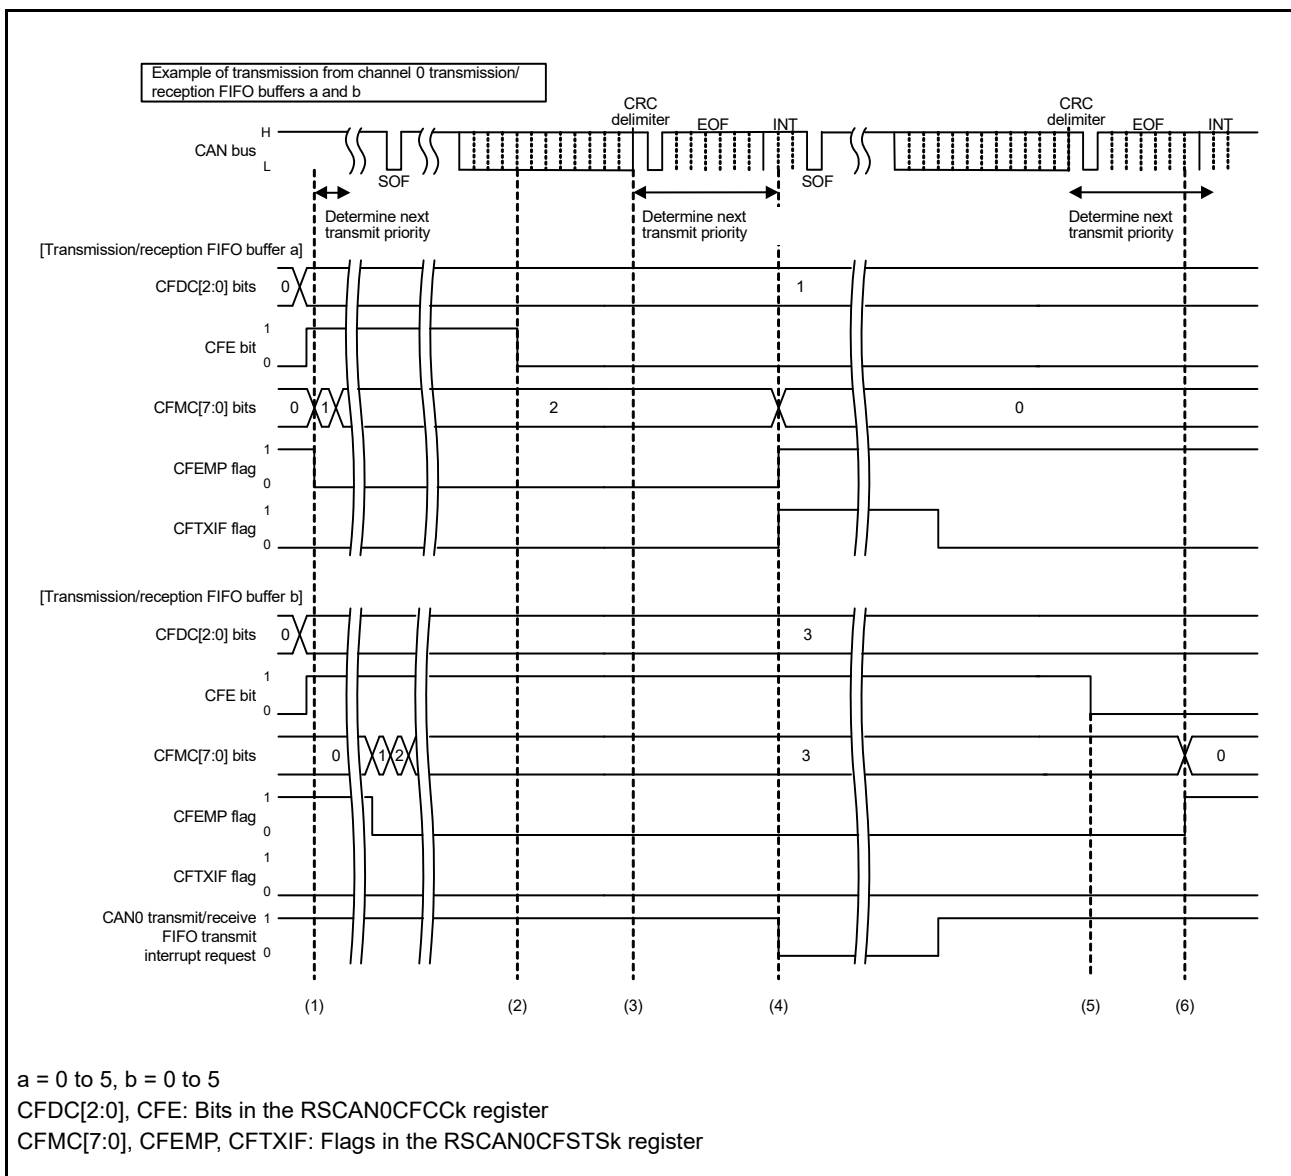 Example of transmission from channel 0 transmission/
reception FIFO buffers a and b
CRC
delimiter
EOF
INT
CRC
delimiter
EOF
INT
H
CAN bus
L
SOF
SOF
Determine next
transmit priority
Determine next
transmit priority
Determine next
transmit priority
[Transmission/reception FIFO buffer a]
CFDC[2:0] bits 0 1
1
CFE bit
0
CFMC[7:0] bits 0 1 2 0
1
CFEMP flag
0
1
CFTXIF flag
0
[Transmission/reception FIFO buffer b]
CFDC[2:0] bits 0 3
1
CFE bit
0
CFMC[7:0] bits 0 1 2 3 0
1
CFEMP flag
0
1
CFTXIF flag
0
CAN0 transmit/receive 1
FIFO transmit
interrupt request 0
(1) (2) (3) (4) (5) (6)
a = 0 to 5, b = 0 to 5
CFDC[2:0], CFE: Bits in the RSCAN0CFCCk register
CFMC[7:0], CFEMP, CFTXIF: Flags in the RSCAN0CFSTSk register